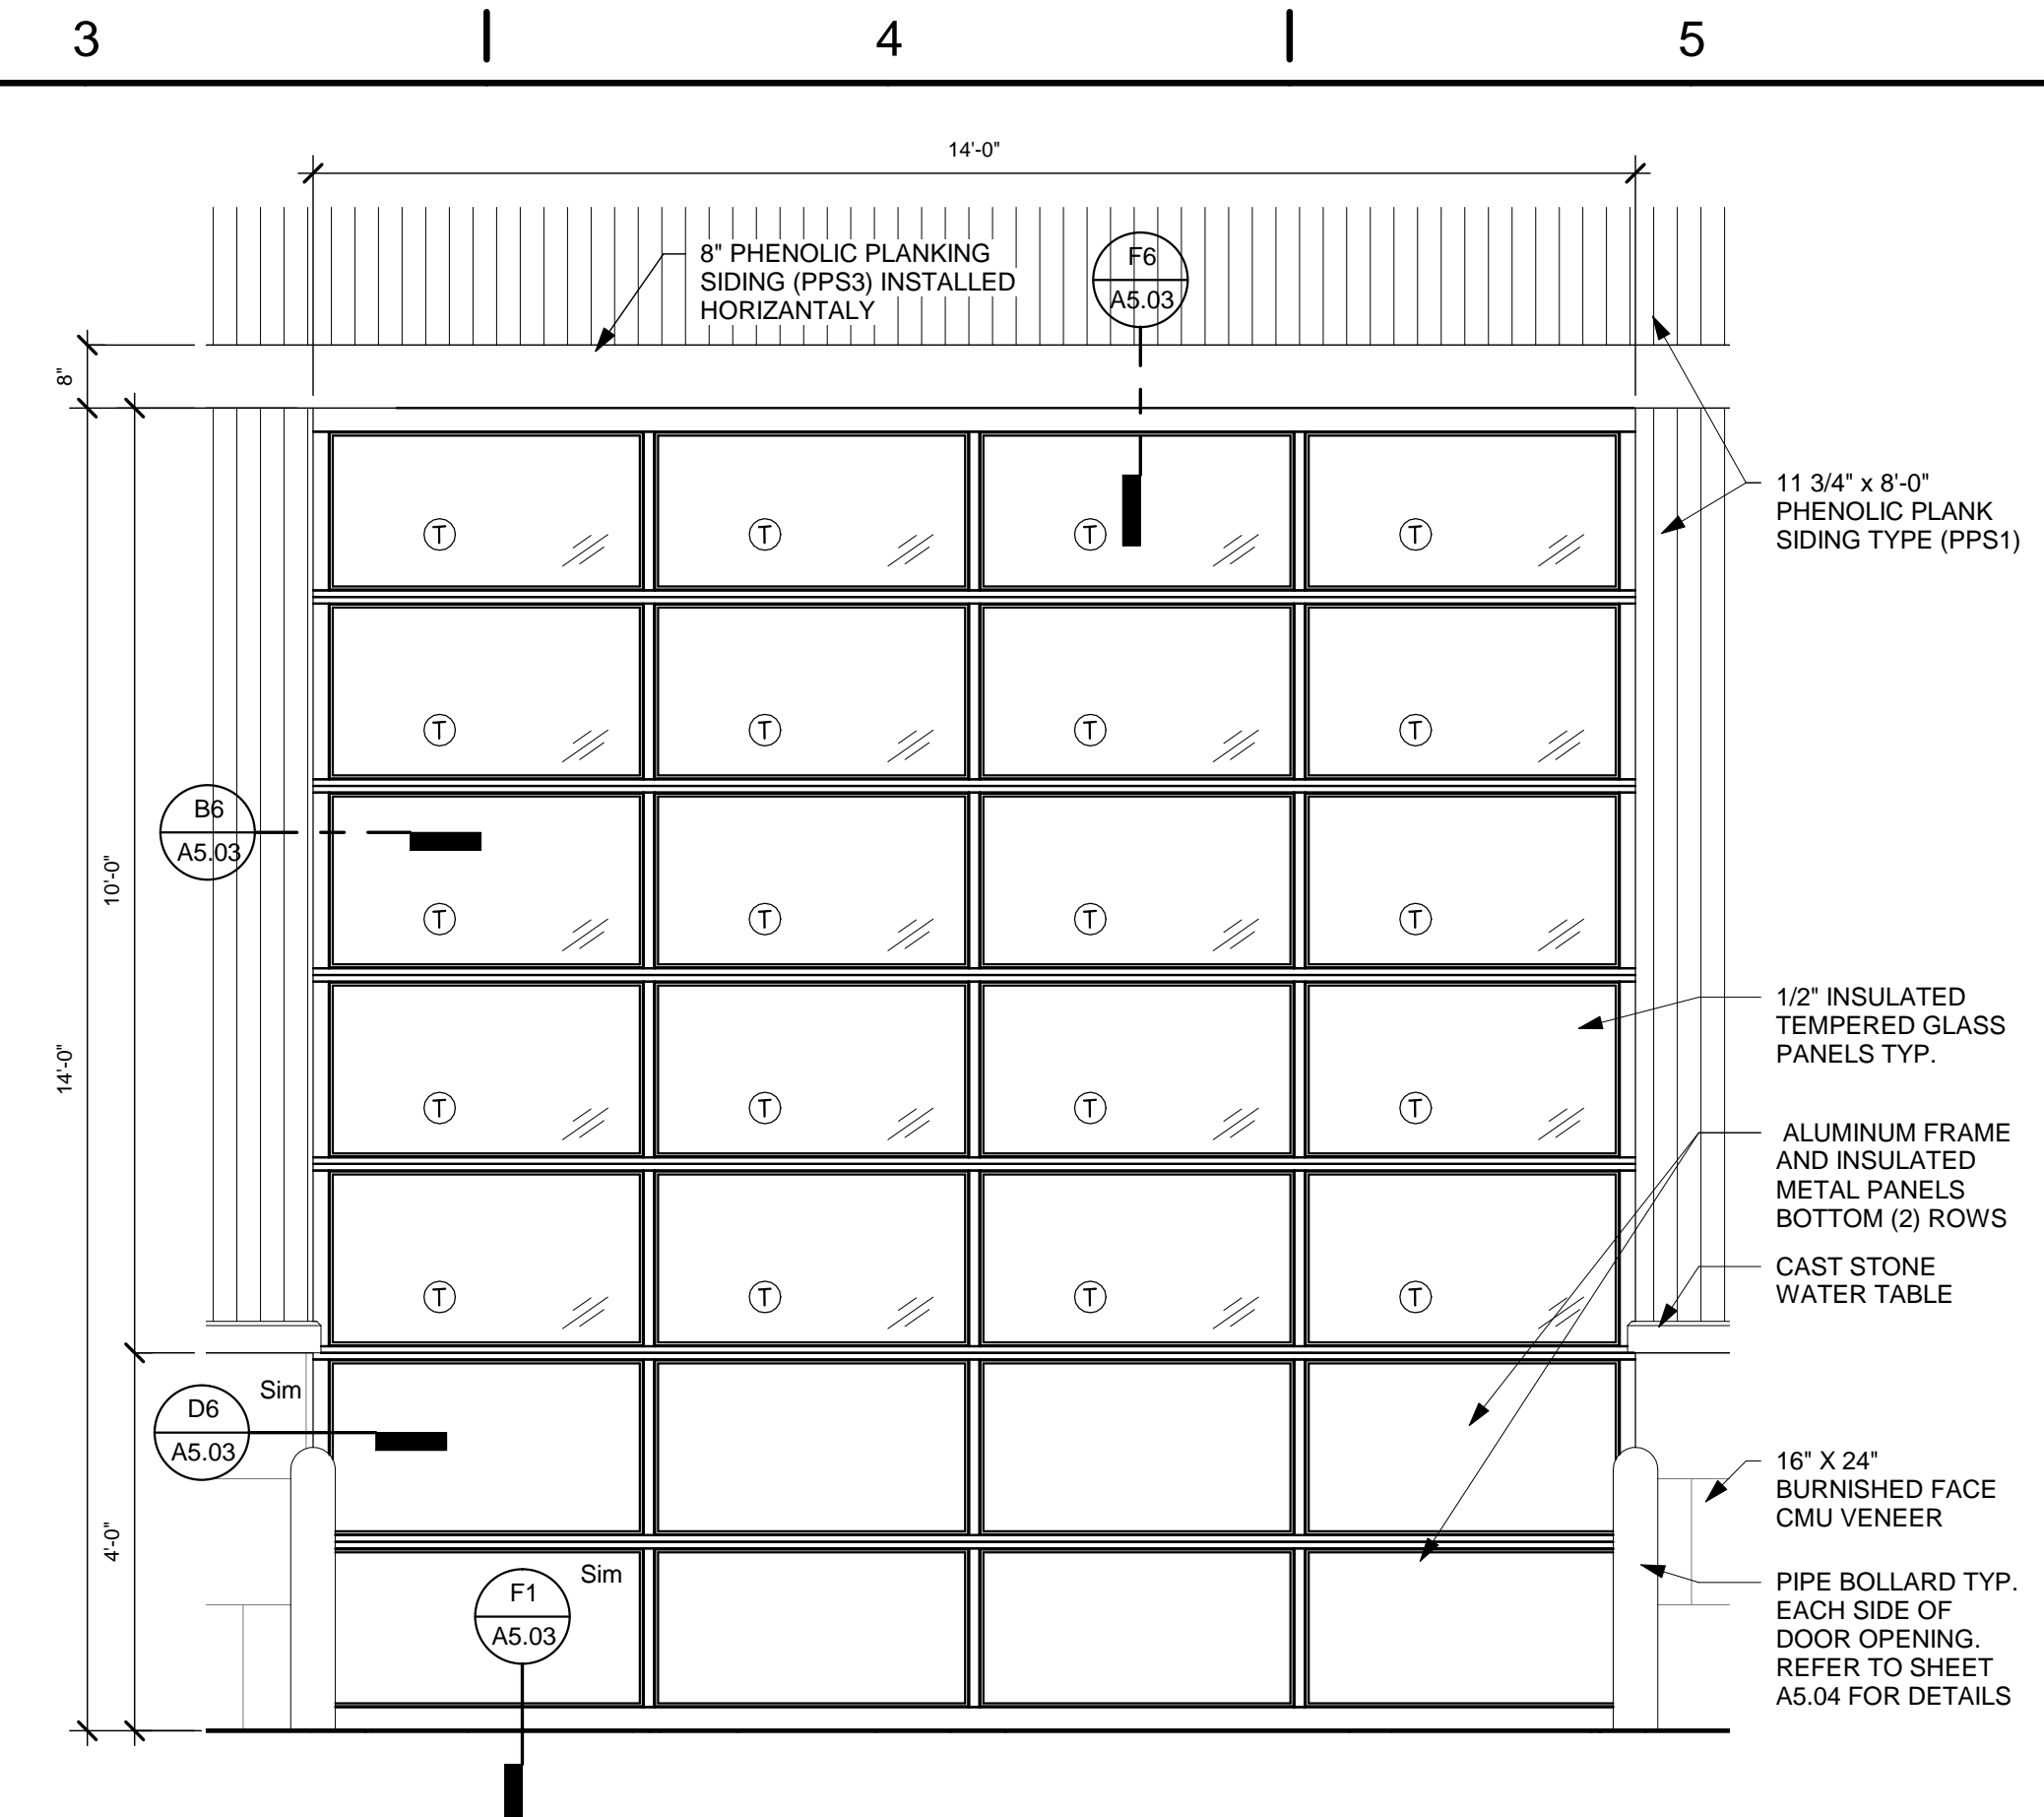 3
4
5
14'-0"
8" PHENOLIC PLANKING
SIDING (PPS3) INSTALLED
HORIZANTALY
F6
A5.03
8"
11 3/4" x 8'-0"
PHENOLIC PLANK
SIDING TYPE (PPS1)
T
T
T
T
T
T
T
T
B6
A5.03
10'-0"
T
T
T
T
14'-0"
1/2" INSULATED
TEMPERED GLASS
PANELS TYP.
T
T
T
T
ALUMINUM FRAME
AND INSULATED
METAL PANELS
BOTTOM (2) ROWS
T
T
T
T
CAST STONE
WATER TABLE
Sim
D6
A5.03
16" X 24"
BURNISHED FACE
CMU VENEER
4'-0"
Sim
F1
A5.03
PIPE BOLLARD TYP.
EACH SIDE OF
DOOR OPENING.
REFER TO SHEET
A5.04 FOR DETAILS